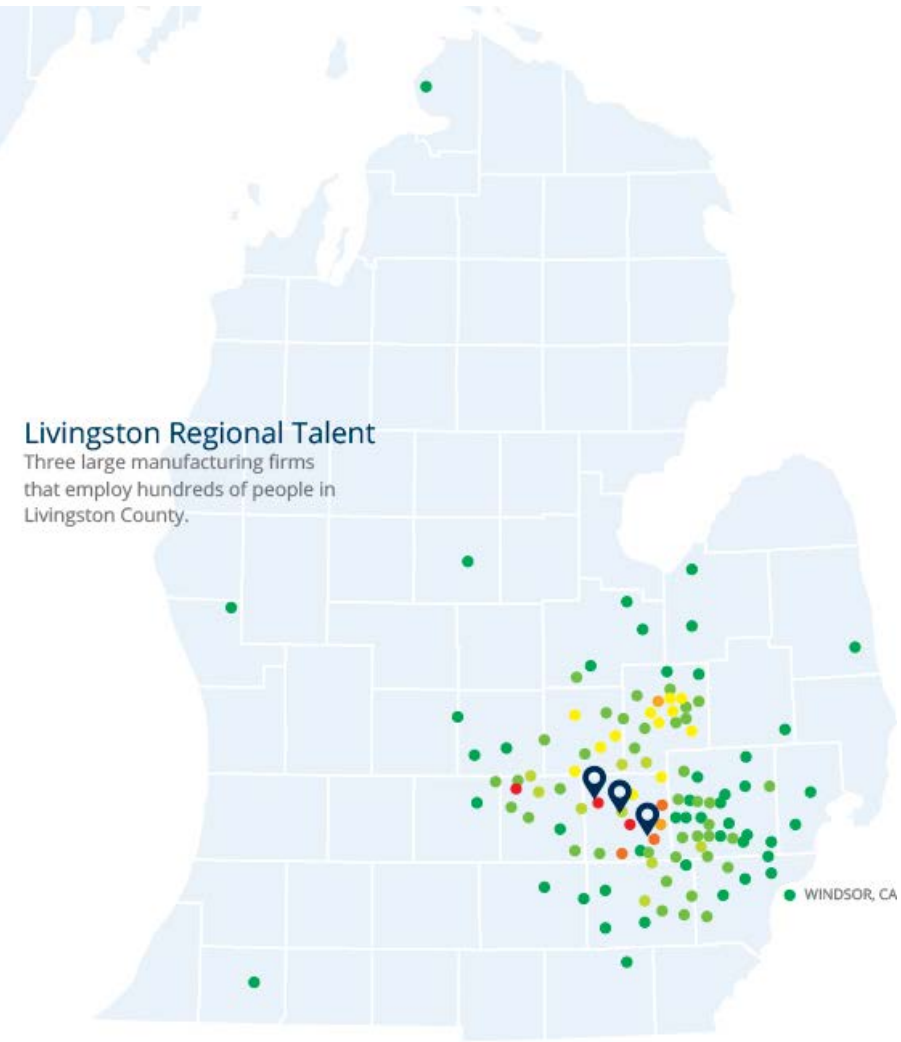 Livingston Regional Talent
Three large manufacturing firms
that employ hundreds of people in
Livingston County.
WINDSOR, CA